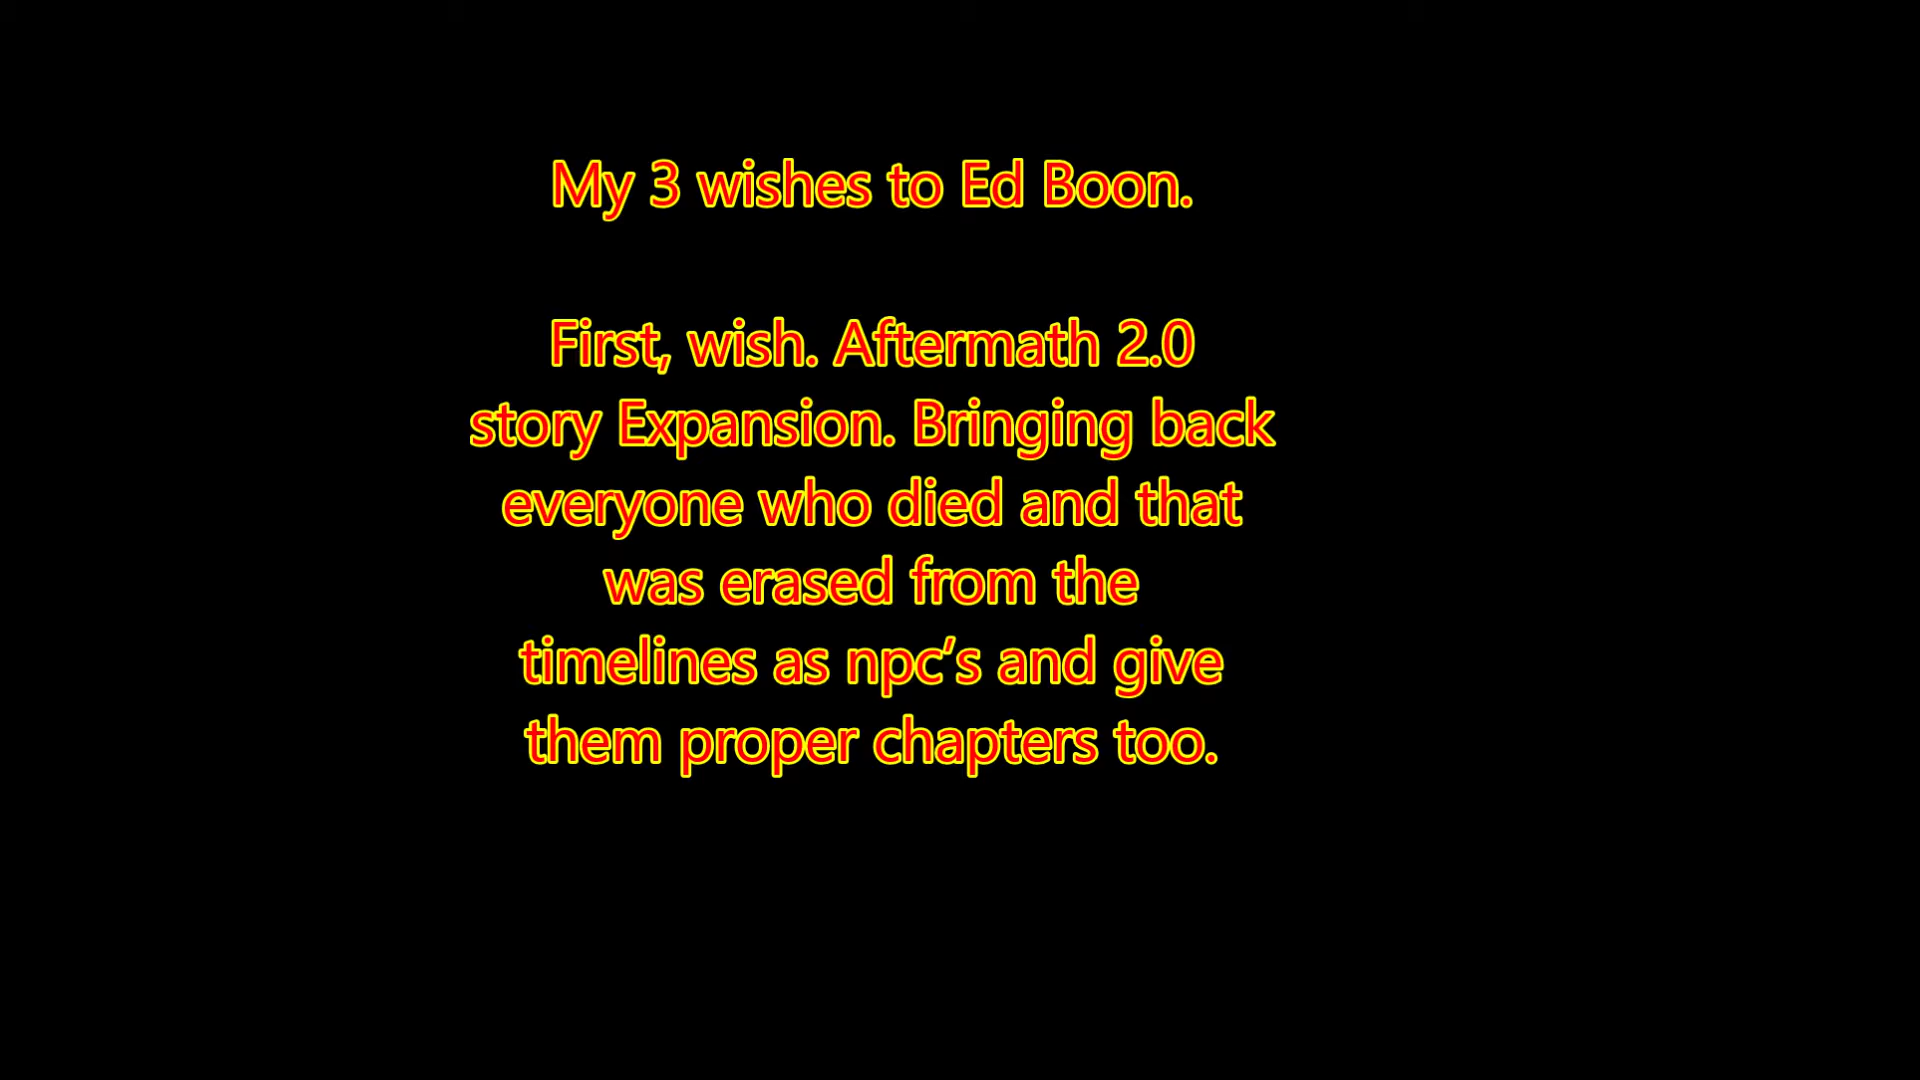 My 3 wishes to Ed Boon.
First, wish. Aftermath 2.0
story Expansion. Bringing back
everyone who died and that
was erased from the
timelines as npc’s and give
them proper chapters too.